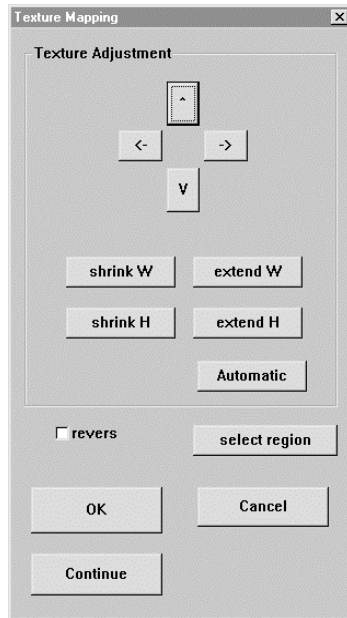 Texture Mapping
Texture Adjustment
^
<- ->
V
shrink W extend W
shrink H extend H
Automatic
revers select region
OK Cancel
Continue